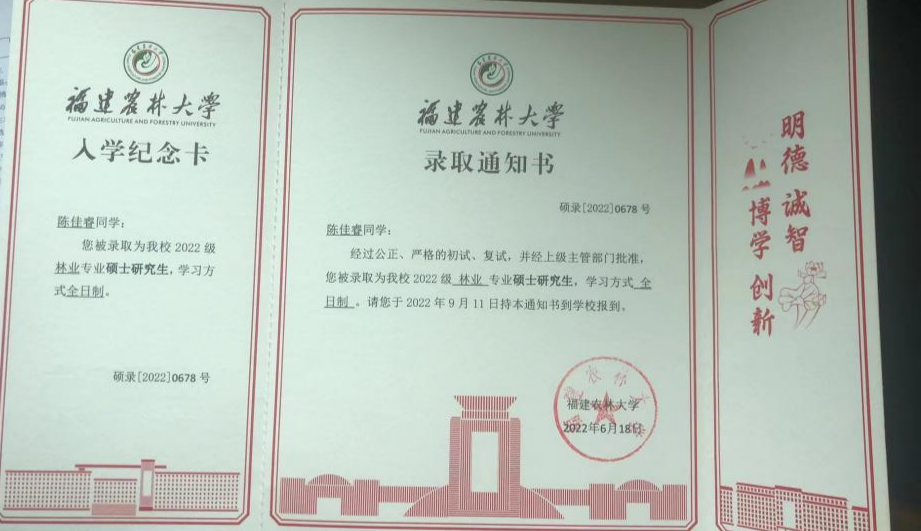 福建农林大学
FUJIAN AGRICULTURE AND FORESTRY UNIVERSITY
入学纪念卡
陈佳睿同学：
您被录取为我校 2022 级
林业专业硕士研究生，学习方
式全日制。
硕录[2022]0678 号
福建农林大学
FUJIAN AGRICULTURE AND FORESTRY UNIVERSITY
录取通知书
硕录[2022]0678 号
陈佳睿同学：
经过公正、严格的初试、复试，并经上级主管部门批准，
您被录取为我校 2022 级 林业 专业硕士研究生，学习方式 全
日制 。请您于 2022 年 9 月 11 日持本通知书到学校报到。
福建农林大学
2022年6月18日
明德 诚智
博学 创新